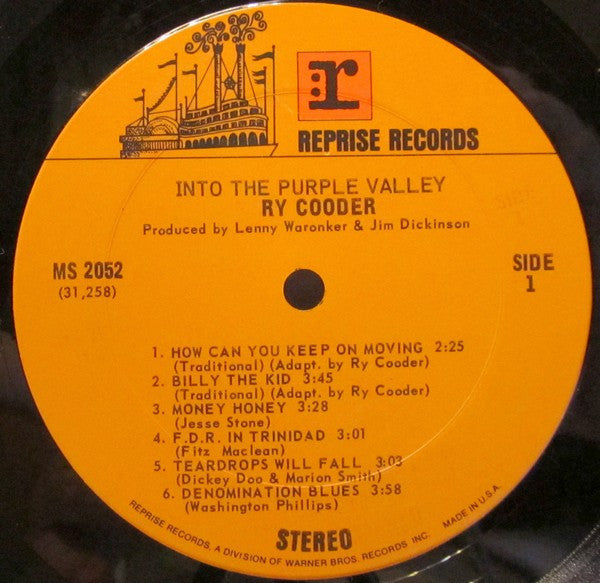 :r
REPRISE RECORDS
INTO THE PURPLE VALLEY
RY COODER
Produced by Lenny Waronker & Jim Dickinson
MS 2052
(31,258)
SIDE
1
1. HOW CAN YOU KEEP ON MOVING 2:25
(Traditional) (Adapt. by Ry Cooder)
2. BILLY THE KID 3:45
(Traditional) (Adapt. by Ry Cooder)
3. MONEY HONEY 3:28
(Jesse Stone)
4. F.D.R. IN TRINIDAD 3:01
(Fitz Maclean)
5. TEARDROPS WILL FALL 3:03
(Dickey Doo & Marion Smith)
6. DENOMINATION BLUES 3:58
(Washington Phillips)
STEREO
REPRISE RECORDS, A DIVISION OF WARNER BROS. RECORDS INC. MADE IN U.S.A.